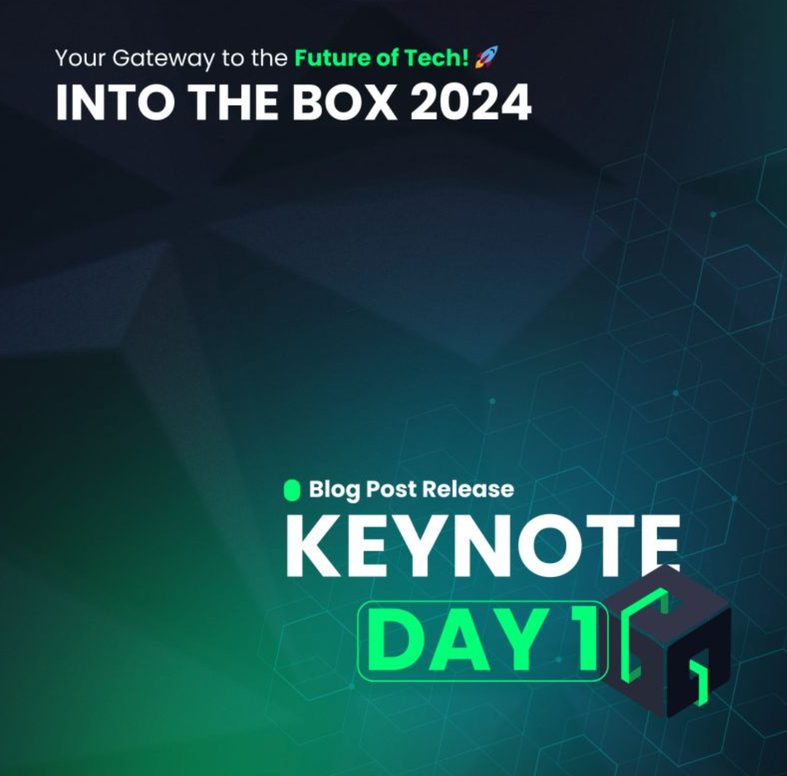 Your Gateway to the Future of Tech! 🚀
INTO THE BOX 2024
Blog Post Release
KEYNOTE
DAY 1